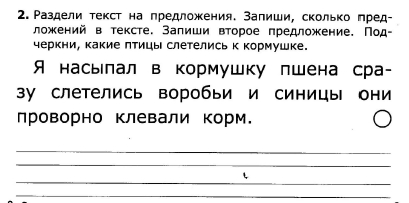 2. Раздели текст на предложения. Запиши, сколько пред-
ложений в тексте. Запиши второе предложение. Под-
черкни, какие птицы слетелись к кормушке.
Я насыпал в кормушку пшена сра-
зу слетелись воробьи и синицы они
проворно клевали корм.